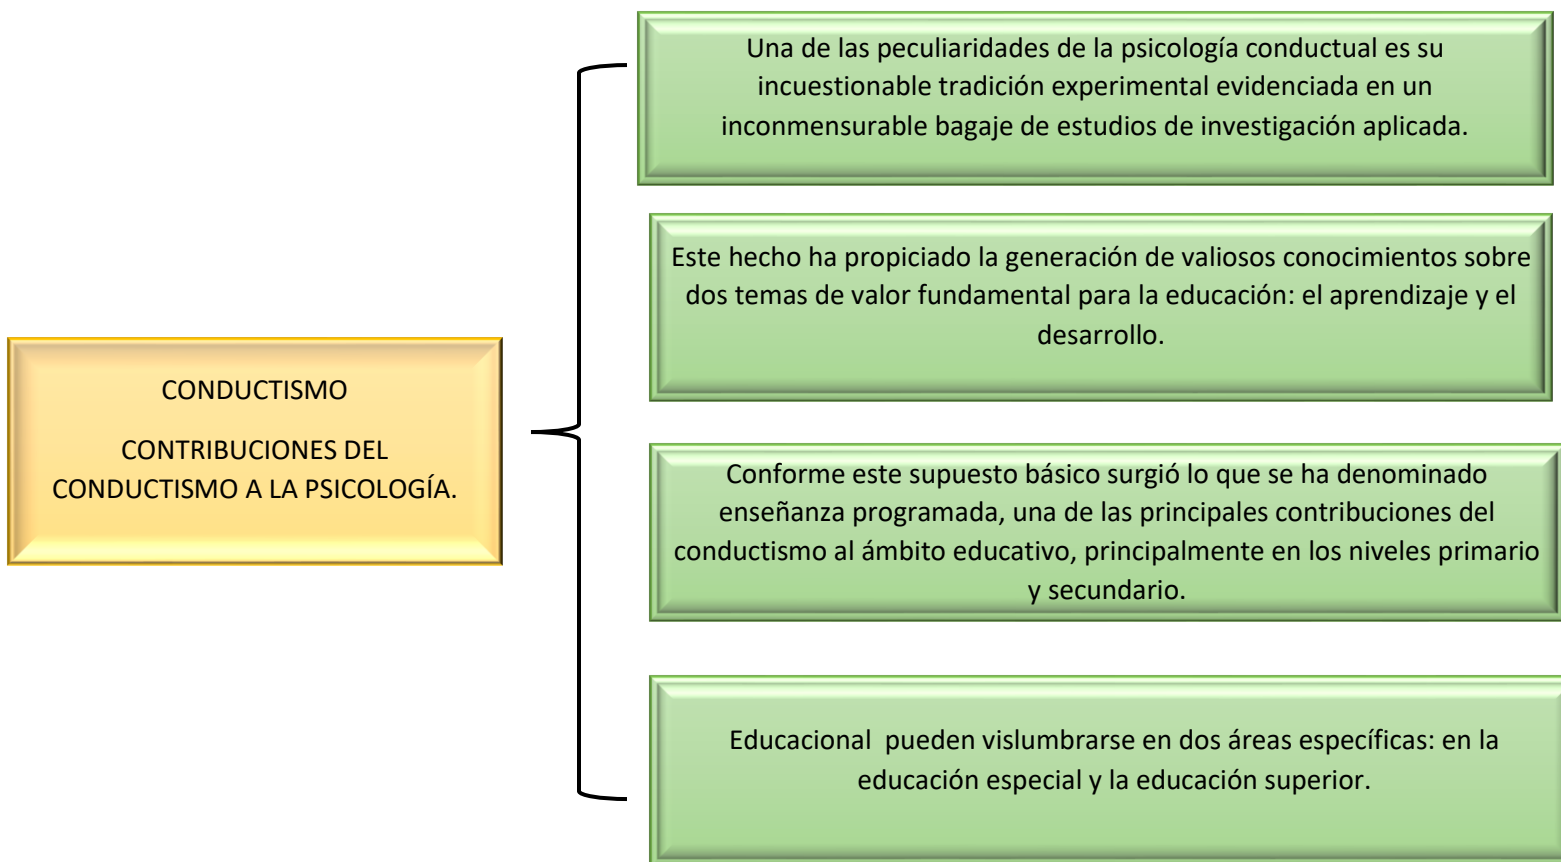 CONDUCTISMO
CONTRIBUCIONES DEL
CONDUCTISMO A LA PSICOLOGÍA.
Una de las peculiaridades de la psicología conductual es su
incuestionable tradición experimental evidenciada en un
inconmensurable bagaje de estudios de investigación aplicada.
Este hecho ha propiciado la generación de valiosos conocimientos sobre
dos temas de valor fundamental para la educación: el aprendizaje y el
desarrollo.
Conforme este supuesto básico surgió lo que se ha denominado
enseñanza programada, una de las principales contribuciones del
conductismo al ámbito educativo, principalmente en los niveles primario
y secundario.
Educacional  pueden vislumbrarse en dos áreas específicas: en la
educación especial y la educación superior.